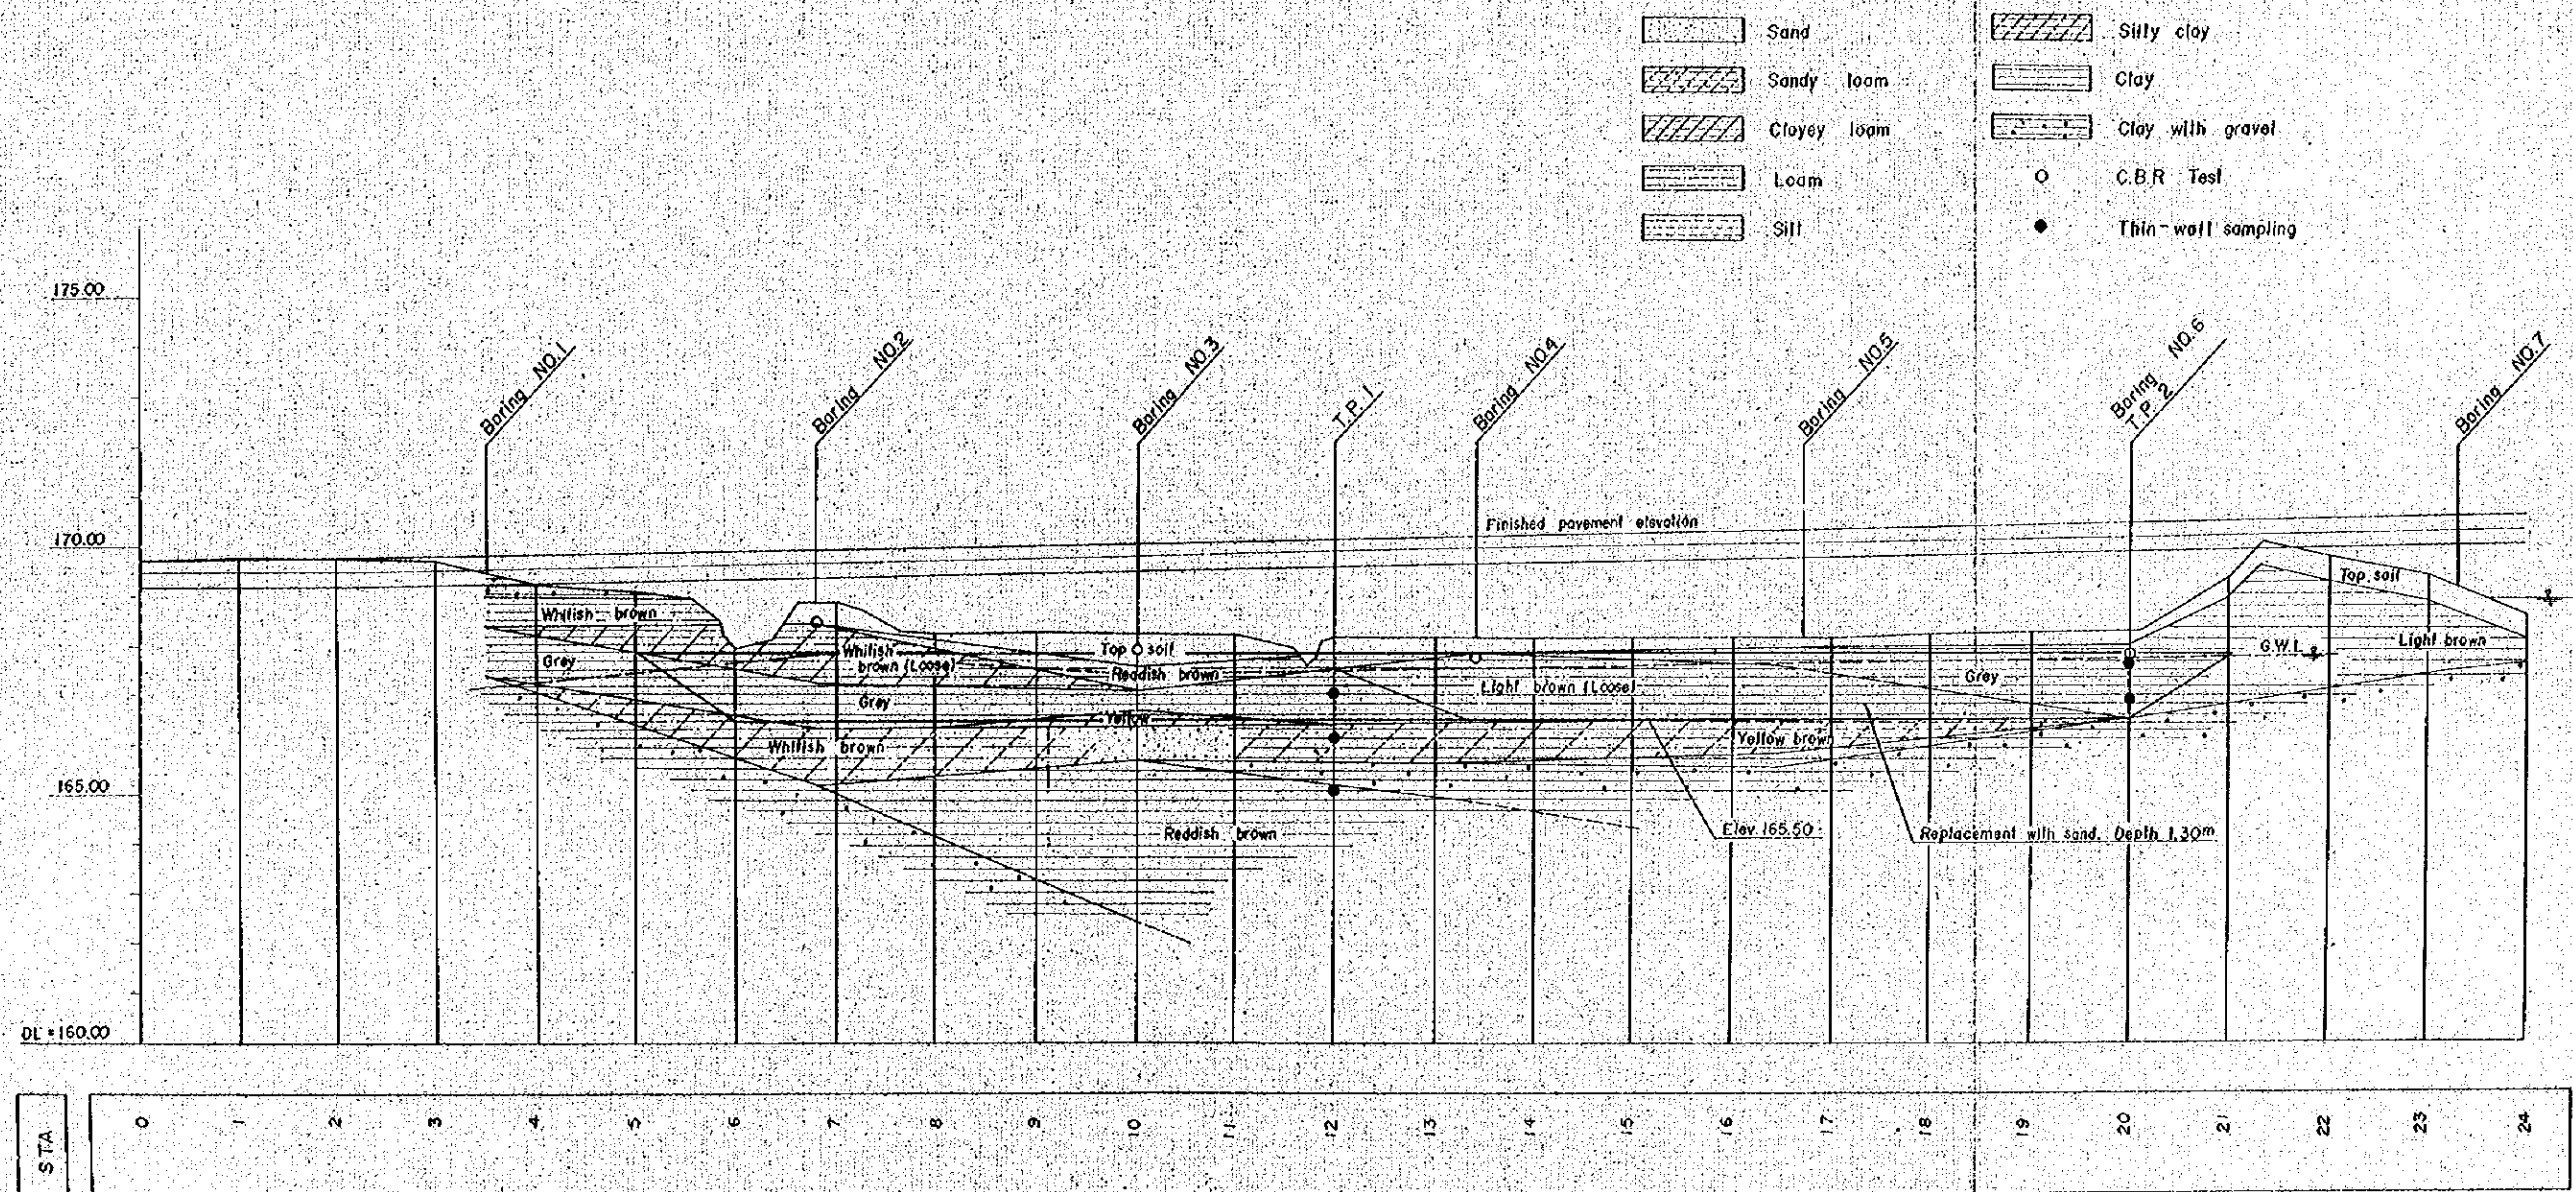 Sand
Sandy loam
Clayey loam
Loam
Silt
Silty clay
Clay
Clay with gravel
C.B.R Test
Thin-wall sampling
175.00
170.00
165.00
DL=160.00
Boring NO.1
Boring NO.2
Boring NO.3
T.P. 1
Boring NO.4
Boring NO.5
Boring NO.6
T.P. 2
Boring NO.7
Finished pavement elevation
Whitish brown
Grey
Whitish
brown (Loose)
Grey
Whitish brown
Top soil
Reddish brown
Yellow
Reddish brown
Light brown (Loose)
Yellow brown
Grey
Elev. 165.50
Replacement with sand. Depth 1.30m
Top soil
G.W.L.
Light brown
STA
0 1 2 3 4 5 6 7 8 9 10 11 12 13 14 15 16 17 18 19 20 21 22 23 24